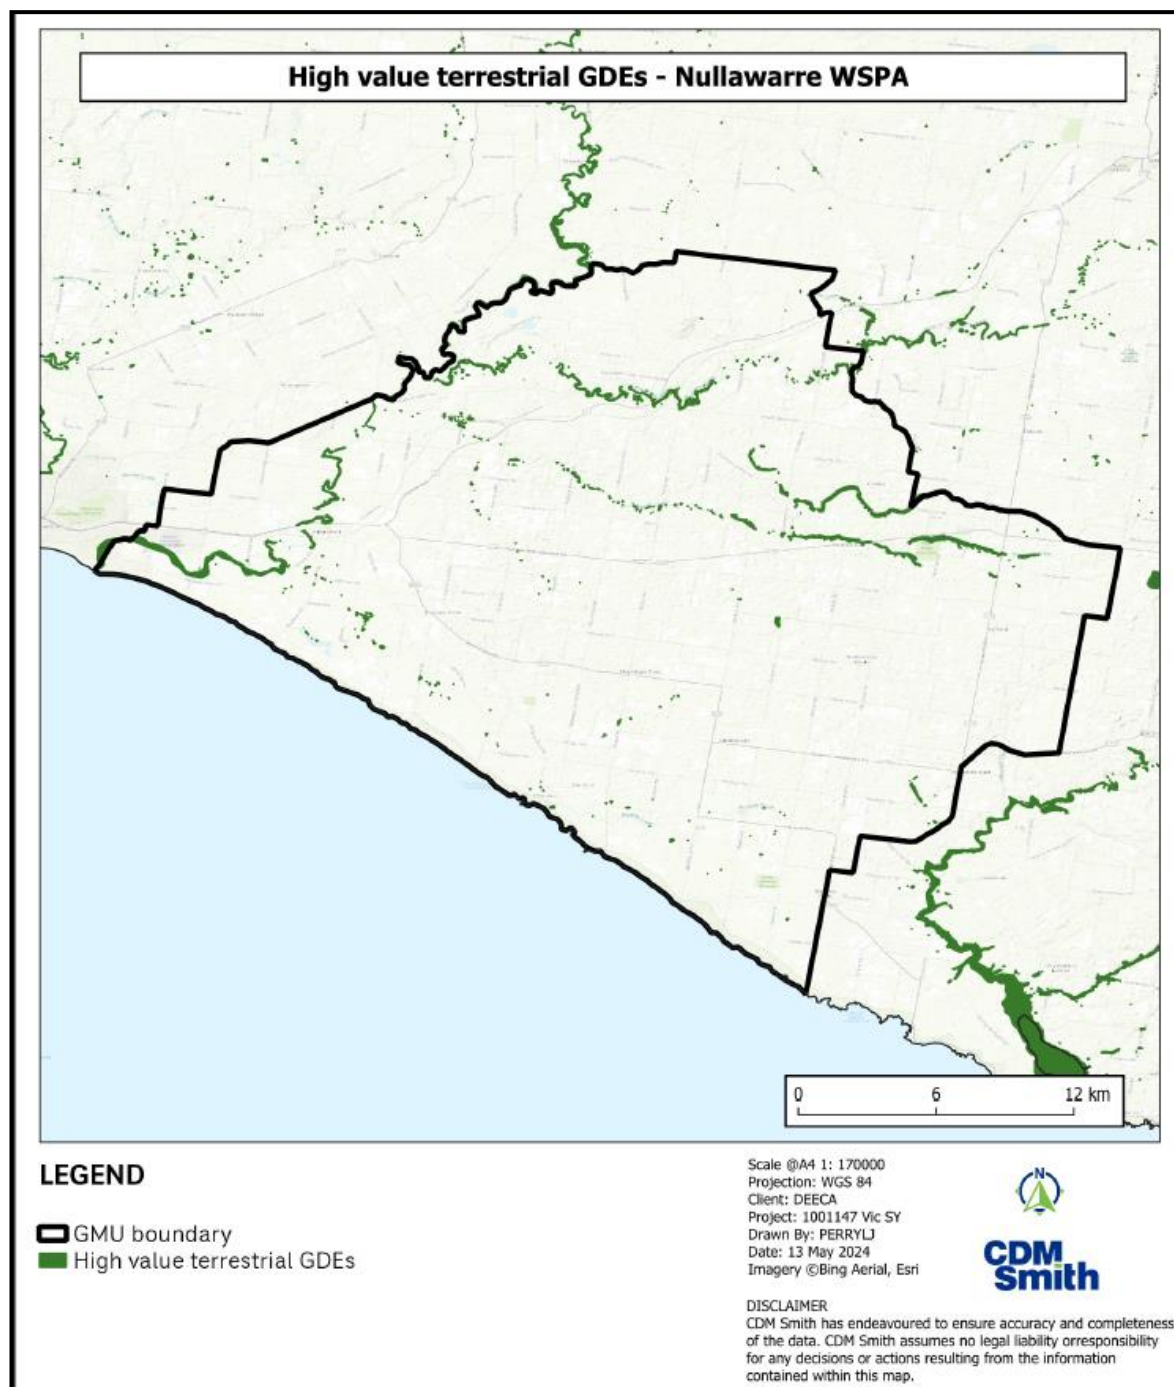 High value terrestrial GDEs - Nullawarre WSPA
0 6 12 km
LEGEND
GMU boundary
High value terrestrial GDEs
Scale @A4 1: 170000
Projection: WGS 84
Client: DEECA
Project: 1001147 Vic SY
Drawn By: PERRYLJ
Date: 13 May 2024
Imagery ©Bing Aerial, Esri
N
CDM
Smith
DISCLAIMER
CDM Smith has endeavoured to ensure accuracy and completeness
of the data. CDM Smith assumes no legal liability orresponsibility
for any decisions or actions resulting from the information
contained within this map.